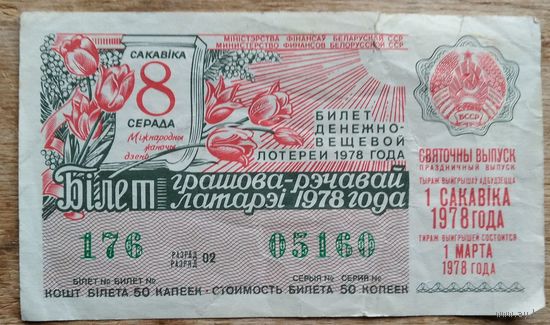 МІНІСТЭРСТВА ФІНАНСАЎ БЕЛАРУСКАЙ ССР
МИНИСТЕРСТВО ФИНАНСОВ БЕЛОРУССКОЙ ССР
САКАВІКА
8
СЕРАДА
Міжнародны
жаночы
дзень
БИЛЕТ
ДЕНЕЖНО-
ВЕЩЕВОЙ
ЛОТЕРЕИ 1978 ГОДА
БССР
СВЯТОЧНЫ ВЫПУСК
ПРАЗДНИЧНЫЙ ВЫПУСК
ТЫРАЖ ВЫЙГРЫШАЎ АДБУДЗЕЦЦА
1 САКАВІКА
1978 ГОДА
ТИРАЖ ВЫИГРЫШЕЙ СОСТОИТСЯ
1 МАРТА
1978 ГОДА
Білет грашова-рэчавай
латарэі 1978 года
176 РАЗРАД 02 05160
РАЗРЯД
БІЛЕТ № БИЛЕТ № СЕРЫЯ № СЕРИЯ №
КОШТ БІЛЕТА 50 КАПЕЕК · СТОИМОСТЬ БИЛЕТА 50 КОПЕЕК